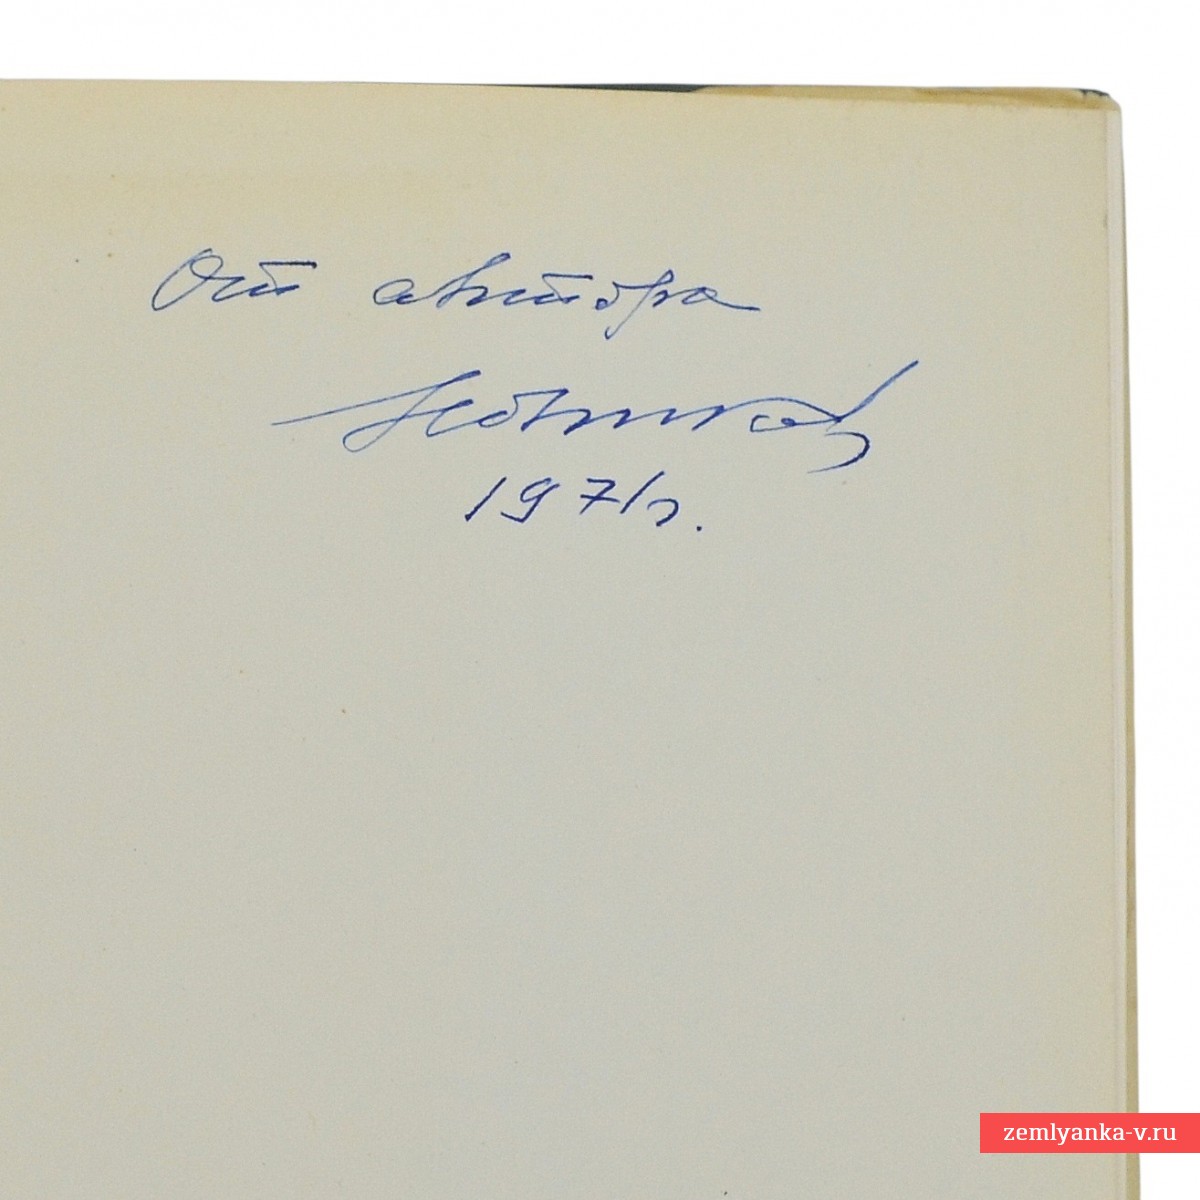 От автора
1971г.
zemlyanka-v.ru